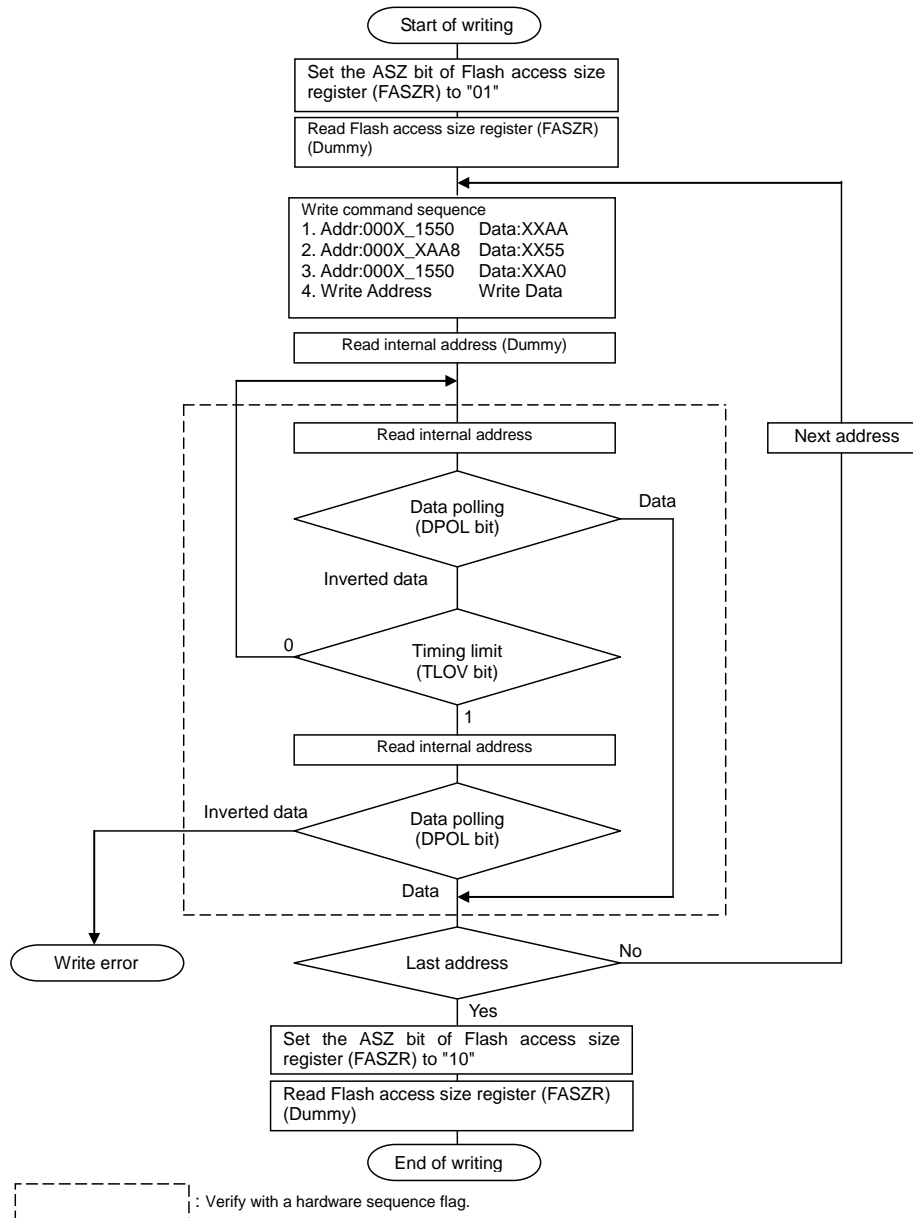 Start of writing
Set the ASZ bit of Flash access size
register (FASZR) to "01"
Read Flash access size register (FASZR)
(Dummy)
Write command sequence
1. Addr:000X_1550 Data:XXAA
2. Addr:000X_XAA8 Data:XX55
3. Addr:000X_1550 Data:XXA0
4. Write Address Write Data
Read internal address (Dummy)
Read internal address
Next address
Data polling
(DPOL bit)
Data
Inverted data
Timing limit
(TLOV bit)
0
1
Read internal address
Inverted data
Data polling
(DPOL bit)
Data
Write error
Last address
No
Yes
Set the ASZ bit of Flash access size
register (FASZR) to "10"
Read Flash access size register (FASZR)
(Dummy)
End of writing
: Verify with a hardware sequence flag.